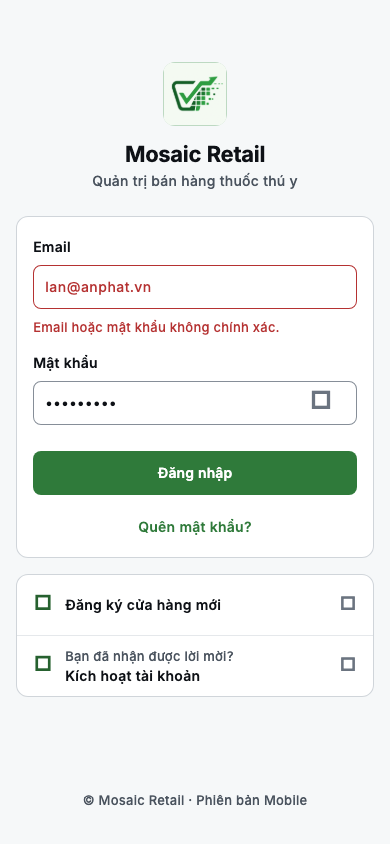 Mosaic Retail
Quản trị bán hàng thuốc thú y
Email
lan@anphat.vn
Email hoặc mật khẩu không chính xác.
Mật khẩu
•••••••••
Đăng nhập
Quên mật khẩu?
Đăng ký cửa hàng mới
Bạn đã nhận được lời mời?
Kích hoạt tài khoản
© Mosaic Retail · Phiên bản Mobile